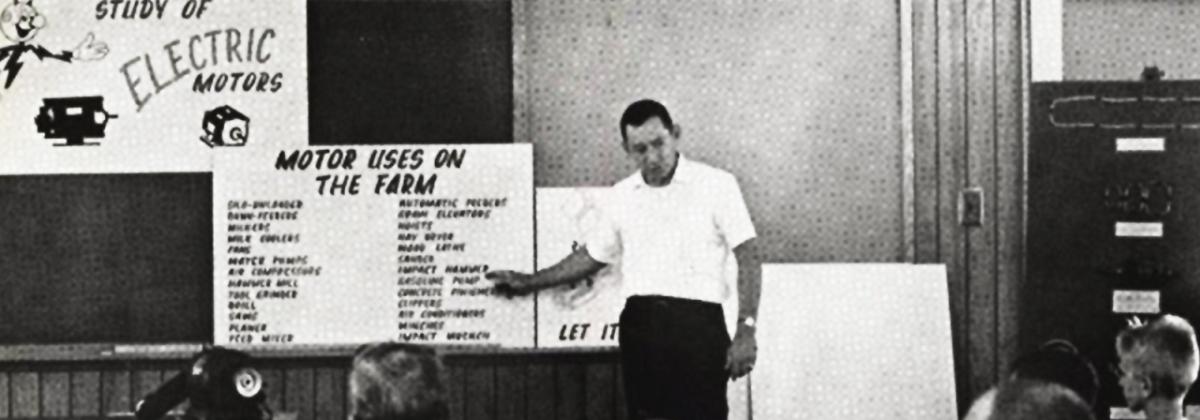 STUDY OF
ELECTRIC
MOTORS
MOTOR USES ON
THE FARM
SILO-UNLOADER
BUNK-FEEDERS
MILKERS
MILK COOLERS
FANS
WATER PUMPS
AIR COMPRESSORS
HAMMER MILL
TOOL GRINDER
DRILL
SAWS
PLANER
FEED MIXER
AUTOMATIC FEEDERS
GRAIN ELEVATORS
HOISTS
HAY DRYER
WOOD LATHE
SANDER
IMPACT HAMMER
GASOLINE PUMP
CONCRETE
CLIPPERS
AIR CONDITIONERS
WINCHES
IMPACT WRENCH
LET IT